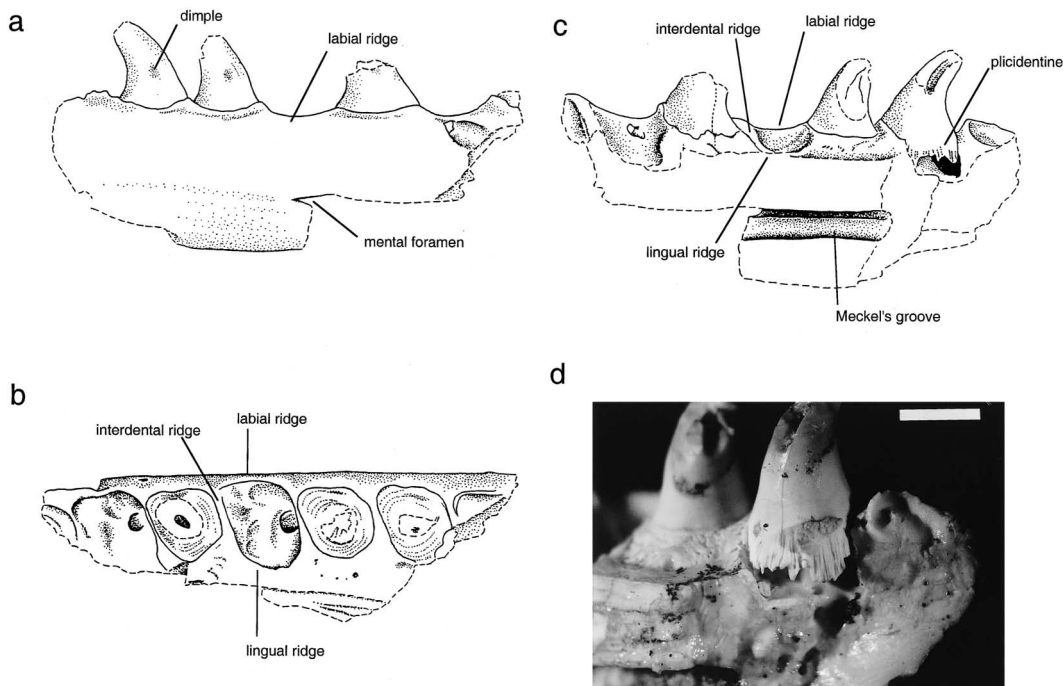 a
dimple
labial ridge
mental foramen
b
labial ridge
interdental ridge
lingual ridge
c
labial ridge
interdental ridge
plicidentine
lingual ridge
Meckel's groove
d